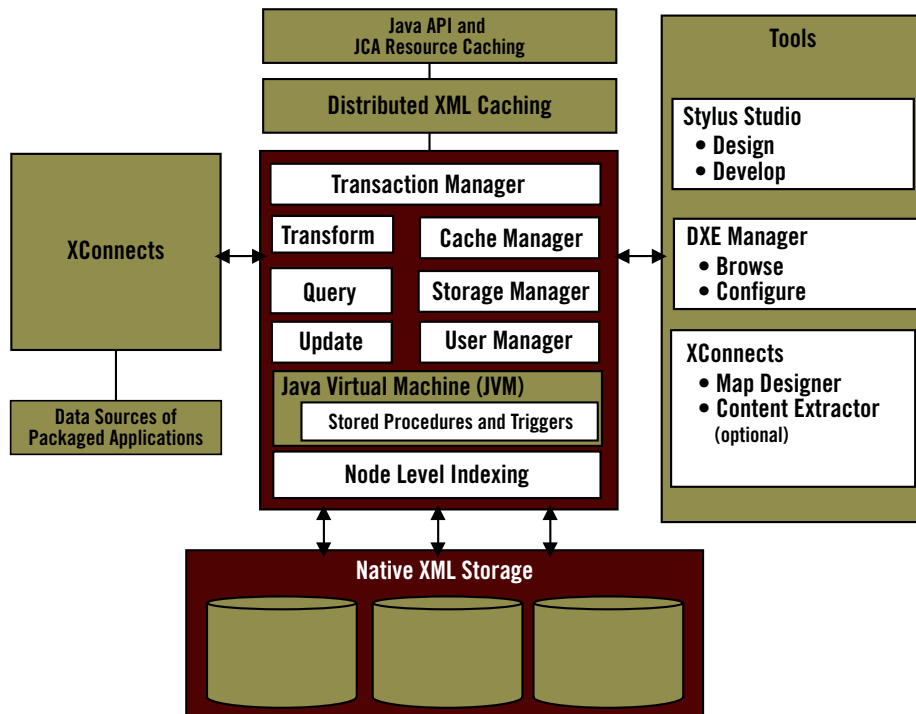 Java API and
JCA Resource Caching
Distributed XML Caching
XConnects
Data Sources of
Packaged Applications
Transaction Manager
Transform
Cache Manager
Query
Storage Manager
Update
User Manager
Java Virtual Machine (JVM)
Stored Procedures and Triggers
Node Level Indexing
Native XML Storage
Tools
Stylus Studio
• Design
• Develop
DXE Manager
• Browse
• Configure
XConnects
• Map Designer
• Content Extractor
(optional)